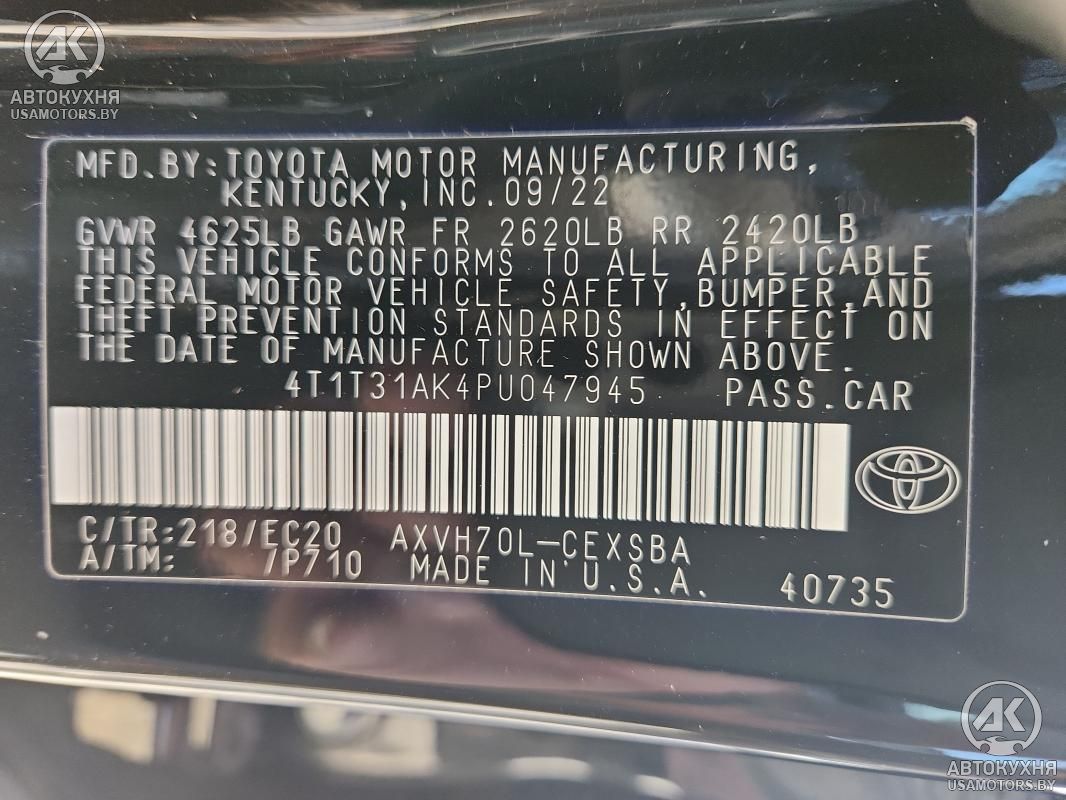 AK
АВТОКУХНЯ
USAMOTORS.BY
MFD.BY:TOYOTA MOTOR MANUFACTURING,
KENTUCKY,INC.09/22
GVWR 4625LB GAWR FR 2620LB RR 2420LB
THIS VEHICLE CONFORMS TO ALL APPLICABLE
FEDERAL MOTOR VEHICLE SAFETY,BUMPER,AND
THEFT PREVENTION STANDARDS IN EFFECT ON
THE DATE OF MANUFACTURE SHOWN ABOVE.
4T1T31AK4PU047945 PASS.CAR
C/TR:218/EC20 AXVH70L-CEXSBA
A/TM: /P710 MADE IN U.S.A. 40735
AK
АВТОКУХНЯ
USAMOTORS.BY